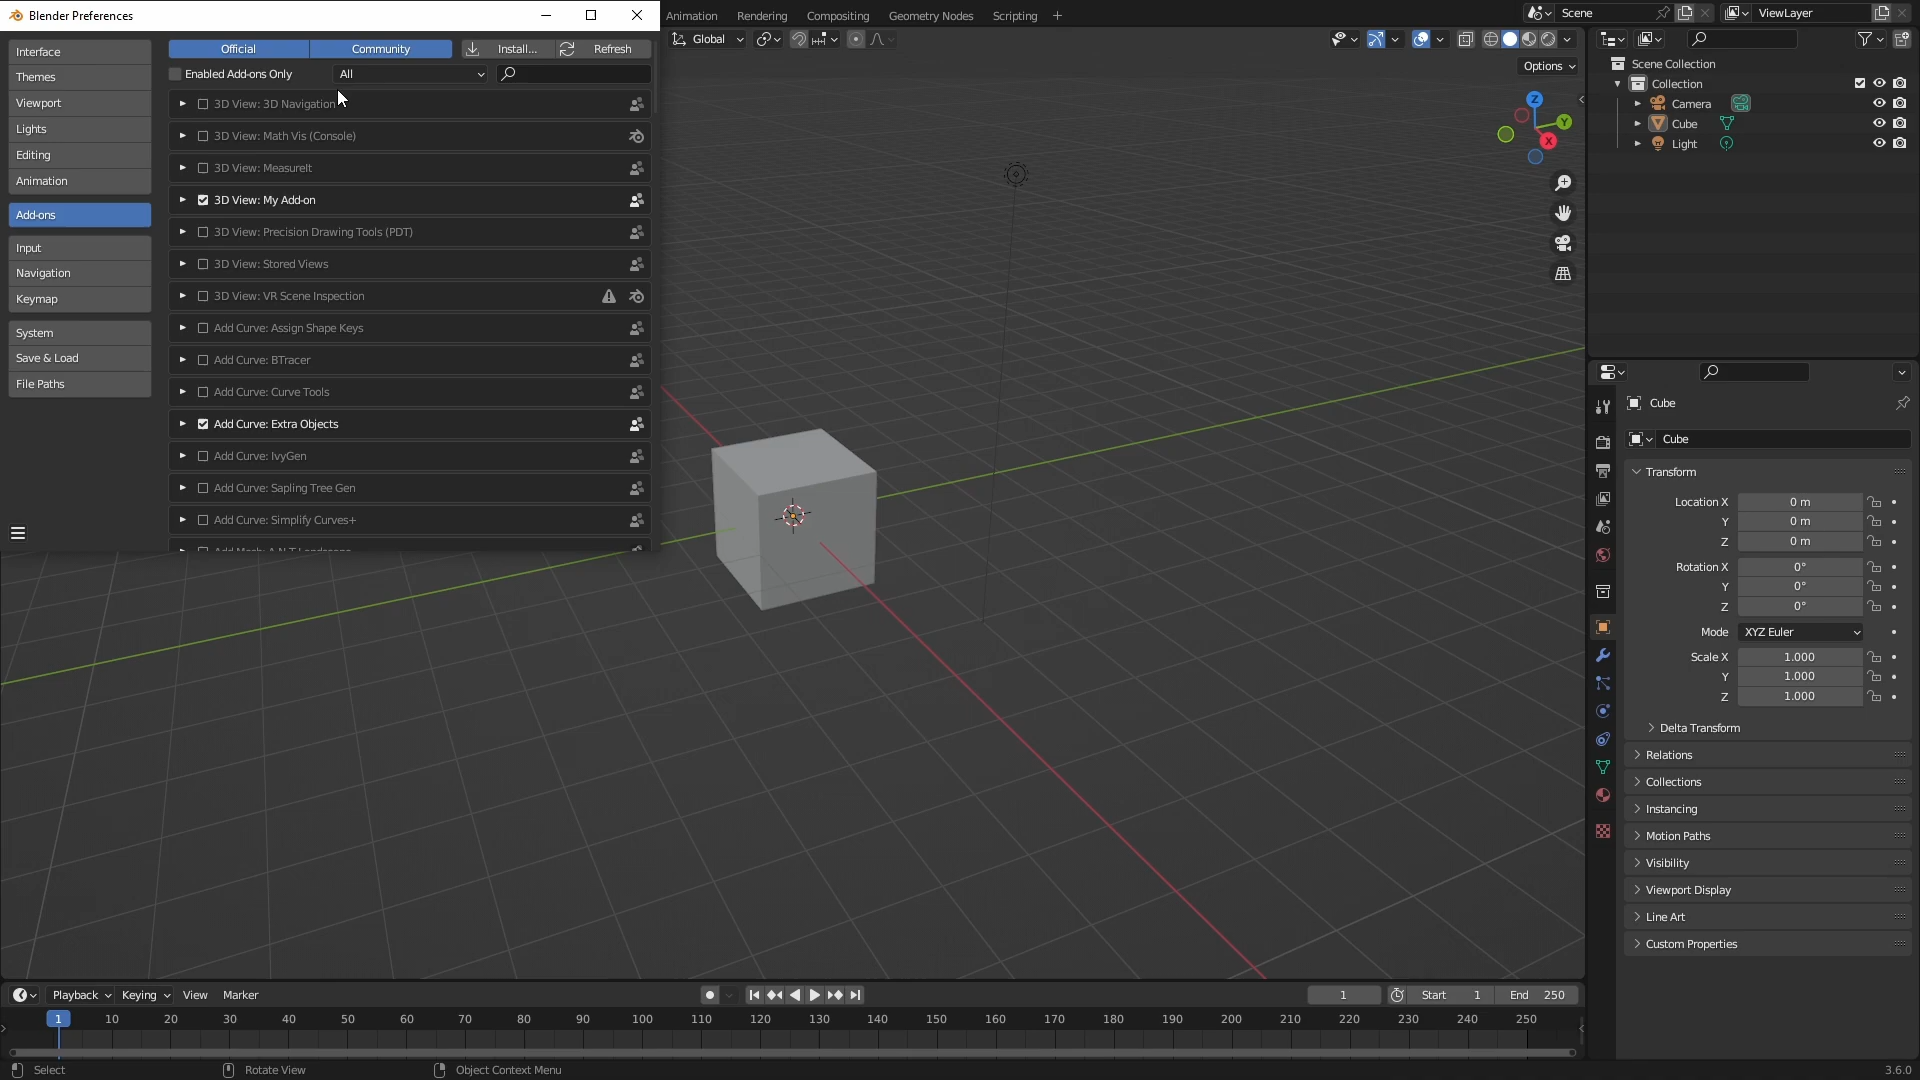 Blender Preferences
Interface
Themes
Viewport
Lights
Editing
Animation
Add-ons
Input
Navigation
Keymap
System
Save & Load
File Paths
Official
Community
Install...
Refresh
Enabled Add-ons Only
All
3D View: 3D Navigation
3D View: Math Vis (Console)
3D View: MeasureIt
3D View: My Add-on
3D View: Precision Drawing Tools (PDT)
3D View: Stored Views
3D View: VR Scene Inspection
Add Curve: Assign Shape Keys
Add Curve: BTracer
Add Curve: Curve Tools
Add Curve: Extra Objects
Add Curve: IvyGen
Add Curve: Sapling Tree Gen
Add Curve: Simplify Curves+
Animation Rendering Compositing Geometry Nodes Scripting +
Scene
ViewLayer
Global
Options
Z
Y
X
Scene Collection
Collection
Camera
Cube
Light
Cube
Cube
Transform
Location X 0 m
Y 0 m
Z 0 m
Rotation X 0°
Y 0°
Z 0°
Mode XYZ Euler
Scale X 1.000
Y 1.000
Z 1.000
Delta Transform
Relations
Collections
Instancing
Motion Paths
Visibility
Viewport Display
Line Art
Custom Properties
Playback Keying View Marker
1 Start 1 End 250
1 10 20 30 40 50 60 70 80 90 100 110 120 130 140 150 160 170 180 190 200 210 220 230 240 250
Select Rotate View Object Context Menu 3.6.0